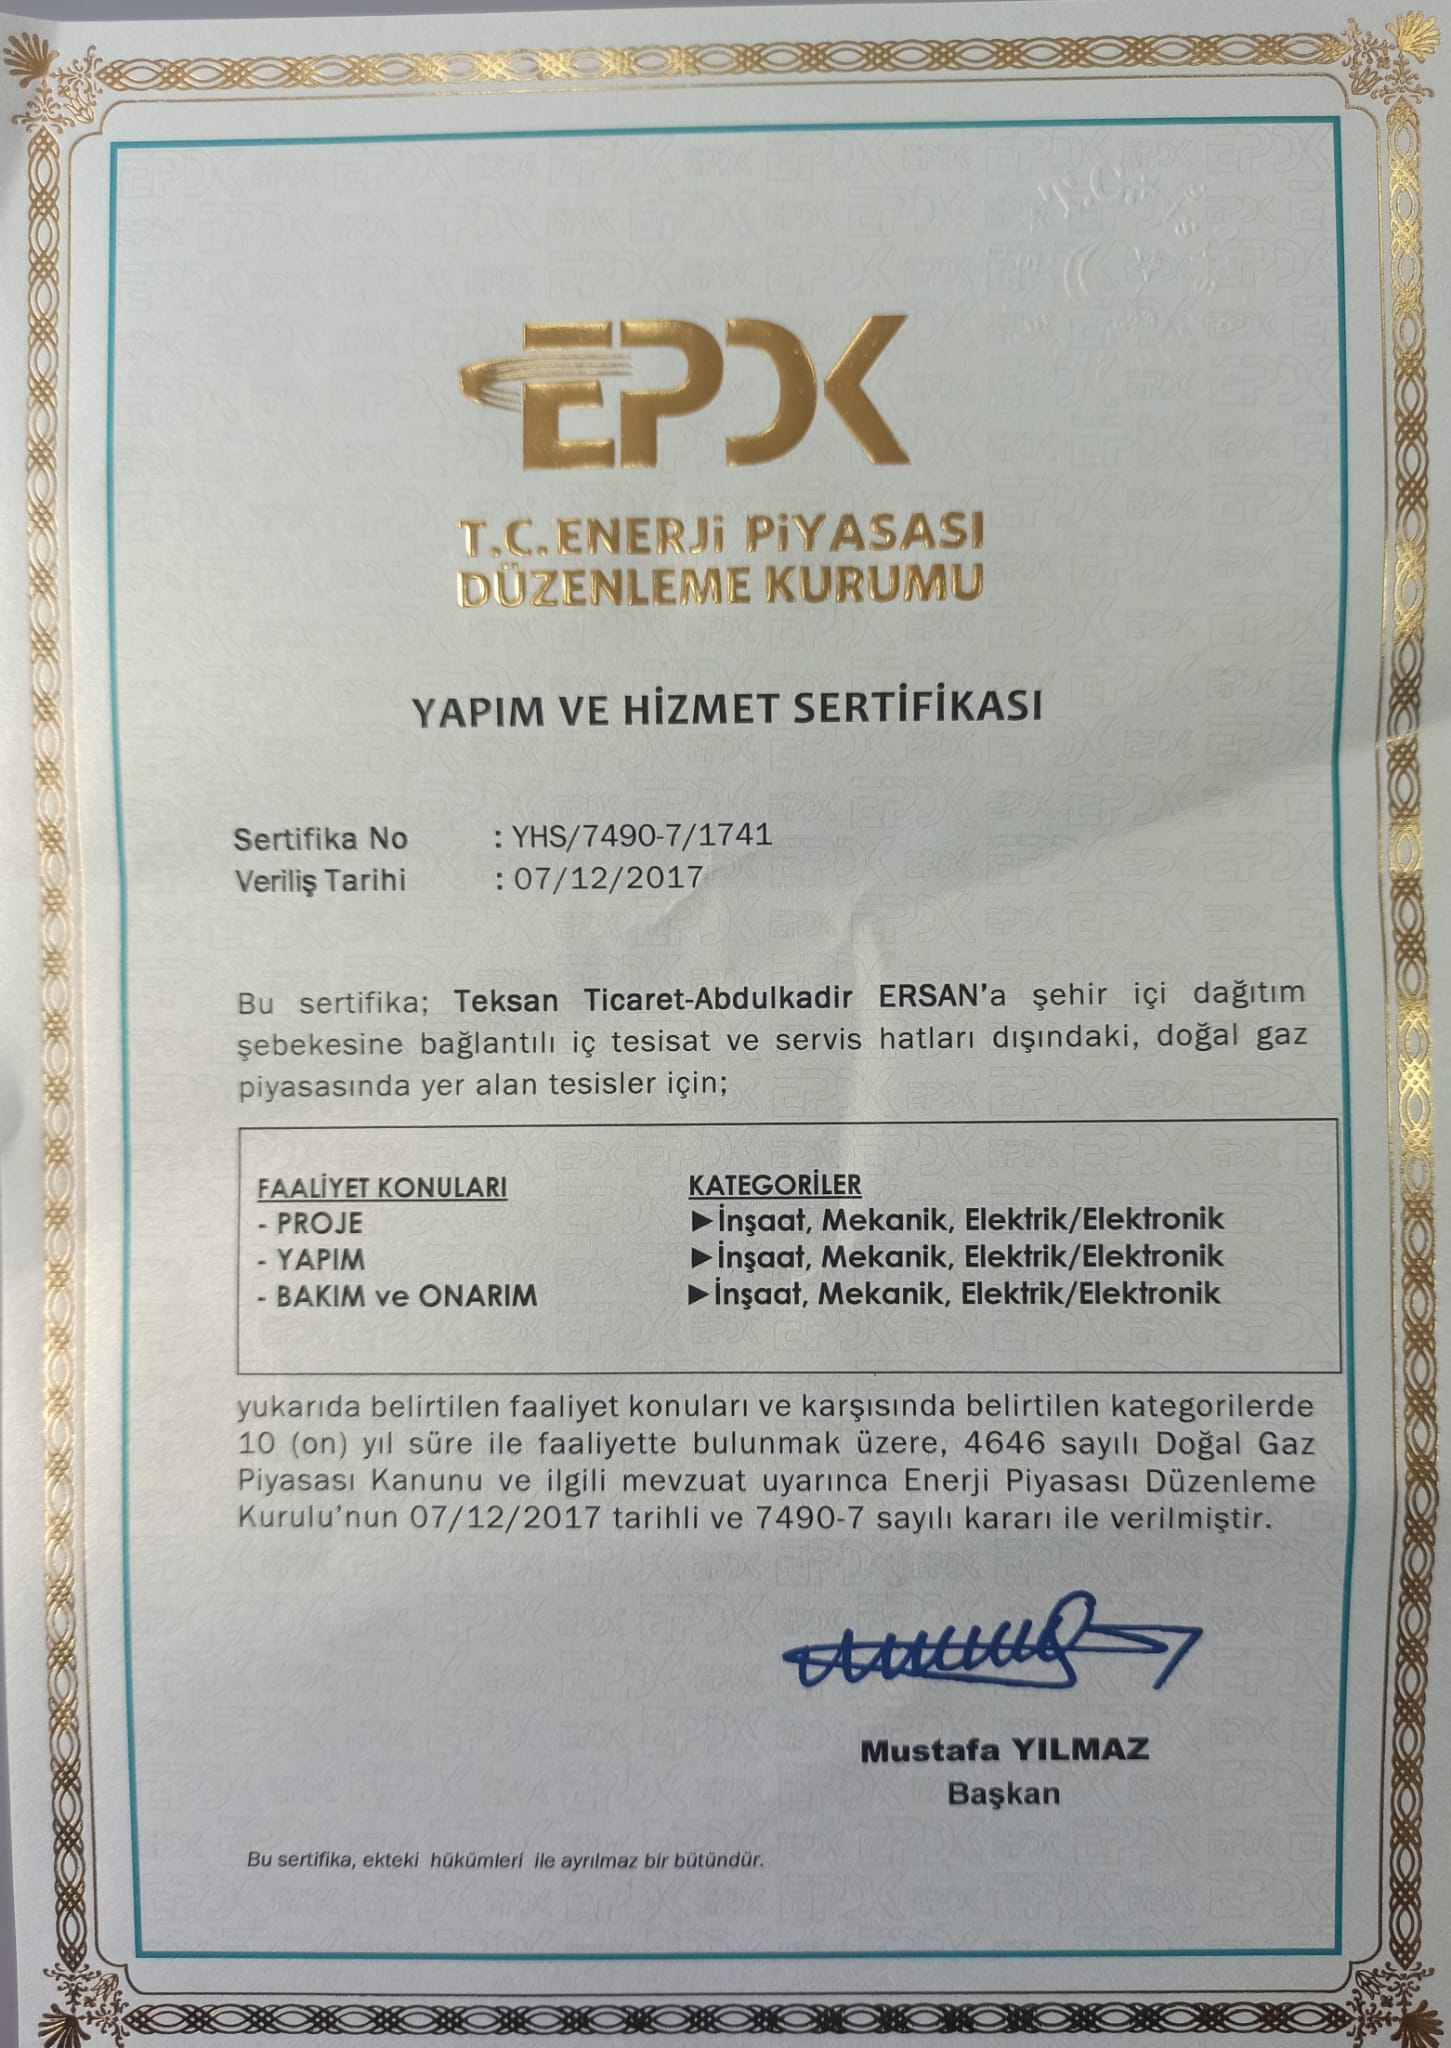 EPDK
T.C. ENERJİ PİYASASI
DÜZENLEME KURUMU
YAPIM VE HİZMET SERTİFİKASI
Sertifika No : YHS/7490-7/1741
Veriliş Tarihi : 07/12/2017
Bu sertifika; Teksan Ticaret-Abdulkadir ERSAN'a şehir içi dağıtım
şebekesine bağlantılı iç tesisat ve servis hatları dışındaki, doğal gaz
piyasasında yer alan tesisler için;
FAALİYET KONULARI KATEGORİLER
- PROJE ►İnşaat, Mekanik, Elektrik/Elektronik
- YAPIM ►İnşaat, Mekanik, Elektrik/Elektronik
- BAKIM ve ONARIM ►İnşaat, Mekanik, Elektrik/Elektronik
yukarıda belirtilen faaliyet konuları ve karşısında belirtilen kategorilerde
10 (on) yıl süre ile faaliyette bulunmak üzere, 4646 sayılı Doğal Gaz
Piyasası Kanunu ve ilgili mevzuat uyarınca Enerji Piyasası Düzenleme
Kurulu'nun 07/12/2017 tarihli ve 7490-7 sayılı kararı ile verilmiştir.
Mustafa YILMAZ
Başkan
Bu sertifika, ekteki hükümleri ile ayrılmaz bir bütündür.